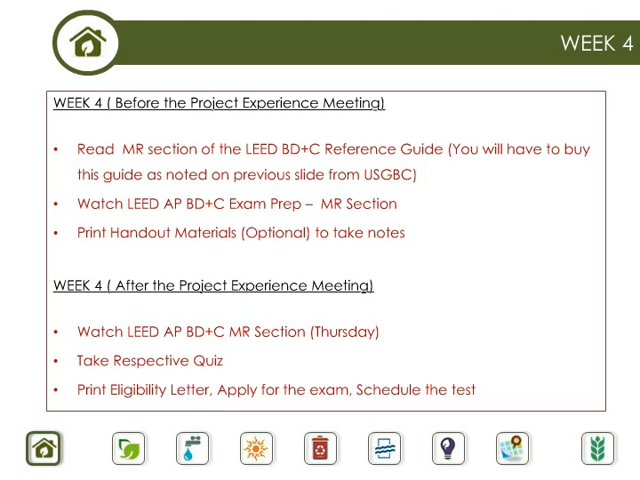 WEEK 4
WEEK 4 ( Before the Project Experience Meeting)
• Read  MR section of the LEED BD+C Reference Guide (You will have to buy
this guide as noted on previous slide from USGBC)
• Watch LEED AP BD+C Exam Prep –  MR Section
• Print Handout Materials (Optional) to take notes
WEEK 4 ( After the Project Experience Meeting)
• Watch LEED AP BD+C MR Section (Thursday)
• Take Respective Quiz
• Print Eligibility Letter, Apply for the exam, Schedule the test